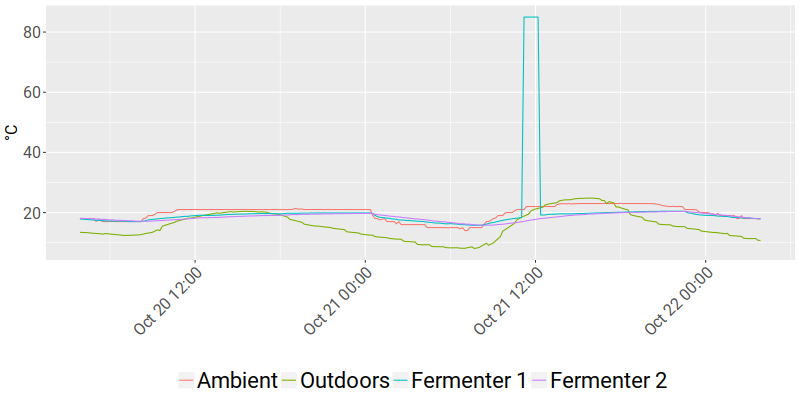 °C
80
60
40
20
Oct 20 12:00
Oct 21 00:00
Oct 21 12:00
Oct 22 00:00
Ambient Outdoors Fermenter 1 Fermenter 2